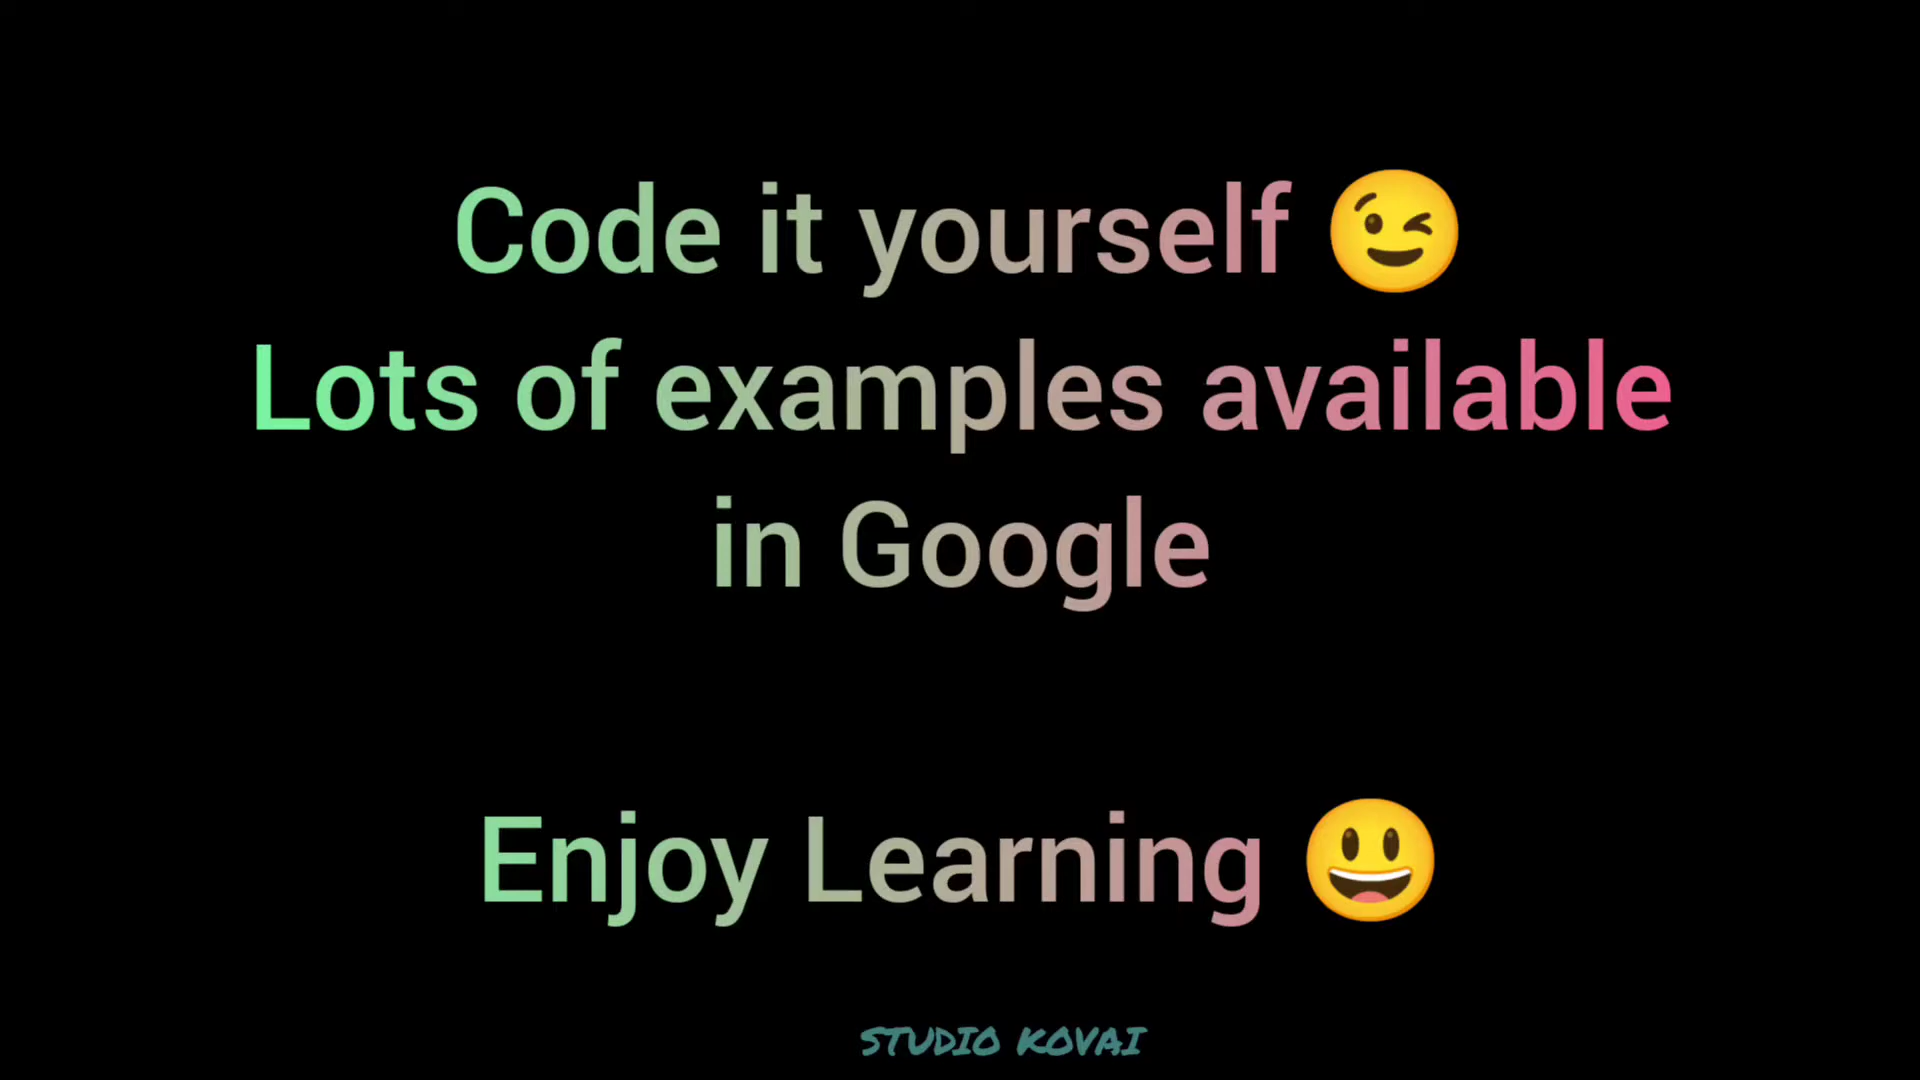 Code it yourself 😉
Lots of examples available
in Google
Enjoy Learning 😃
STUDIO KOVAI